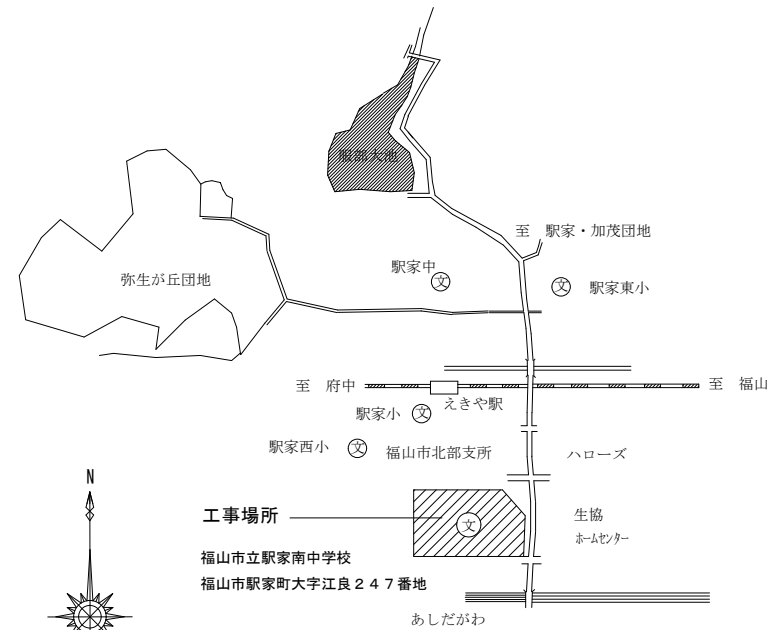 服部大池
至 駅家・加茂団地
駅家中
文
文
駅家東小
弥生が丘団地
至 府中
至 福山
えきや駅
駅家小
文
駅家西小
文
福山市北部支所
ハローズ
N
工事場所
文
生協
ホームセンター
福山市立駅家南中学校
福山市駅家町大字江良247番地
あしだがわ